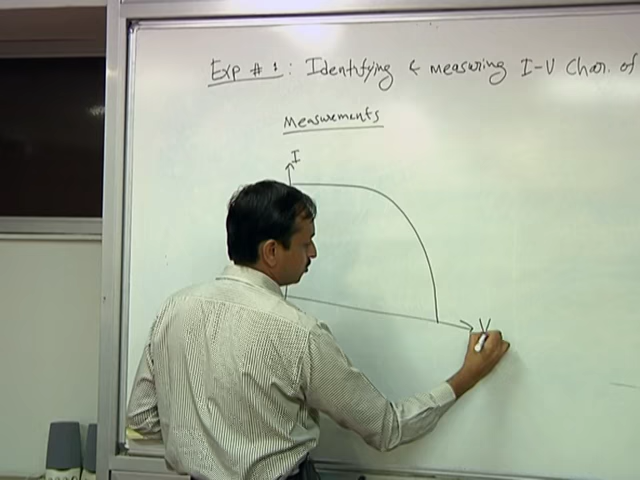 Exp # 1: Identifying & measuring I-V Char. of
Measurements
I
V